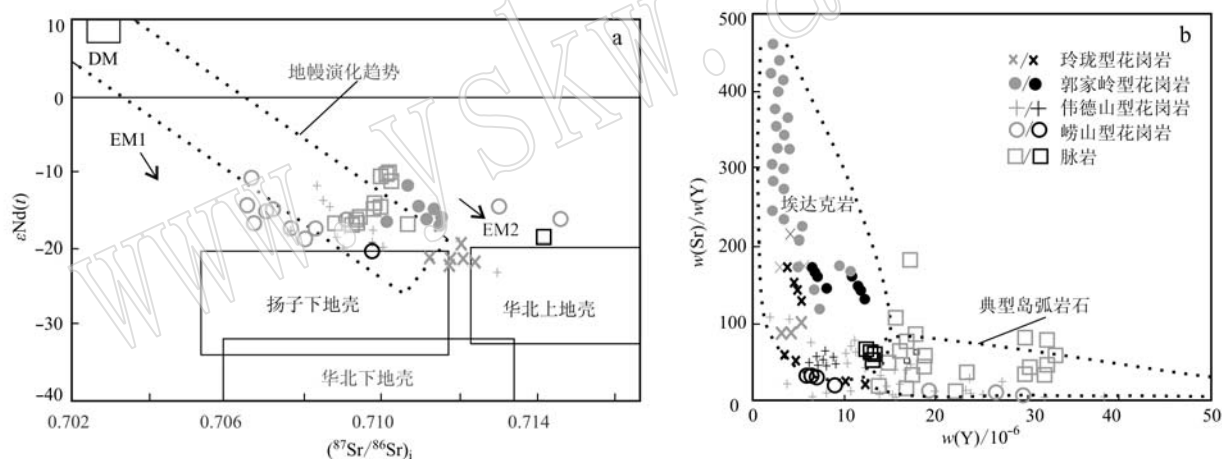 a
10
0
−10
−20
−30
−40
εNd(t)
DM
地幔演化趋势
EM1
EM2
扬子下地壳
华北上地壳
华北下地壳
0.702
0.706
0.710
0.714
(⁸⁷Sr/⁸⁶Sr)ᵢ
b
500
400
300
200
100
0
w(Sr)/w(Y)
玲珑型花岗岩
郭家岭型花岗岩
伟德山型花岗岩
崂山型花岗岩
脉岩
埃达克岩
典型岛弧岩石
0
10
20
30
40
50
w(Y)/10⁻⁶
www.yskw.